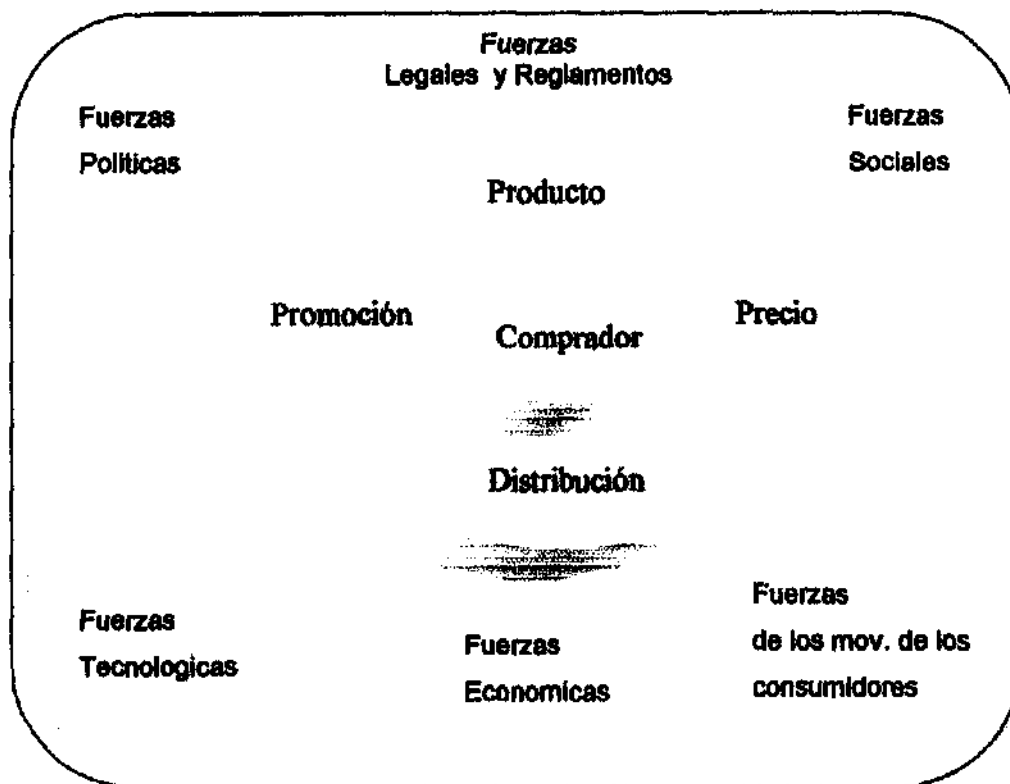 Fuerzas
Legales y Reglamentos
Fuerzas
Politicas
Fuerzas
Sociales
Producto
Promoción
Comprador
Precio
Distribución
Fuerzas
Tecnologicas
Fuerzas
Economicas
Fuerzas
de los mov. de los
consumidores